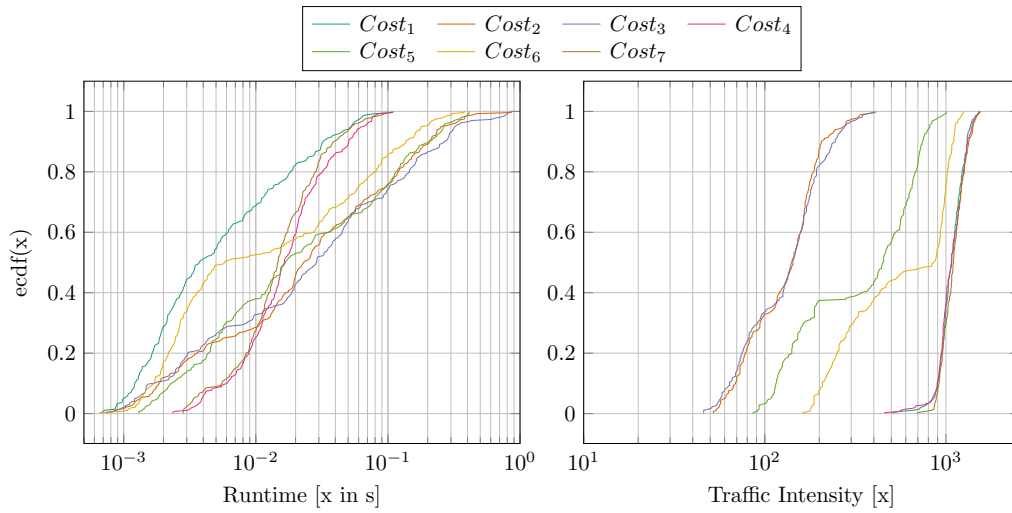 Cost₁ Cost₂ Cost₃ Cost₄
Cost₅ Cost₆ Cost₇
ecdf(x)
1
0.8
0.6
0.4
0.2
0
10⁻³ 10⁻² 10⁻¹ 10⁰
Runtime [x in s]
1
0.8
0.6
0.4
0.2
0
10¹ 10² 10³
Traffic Intensity [x]